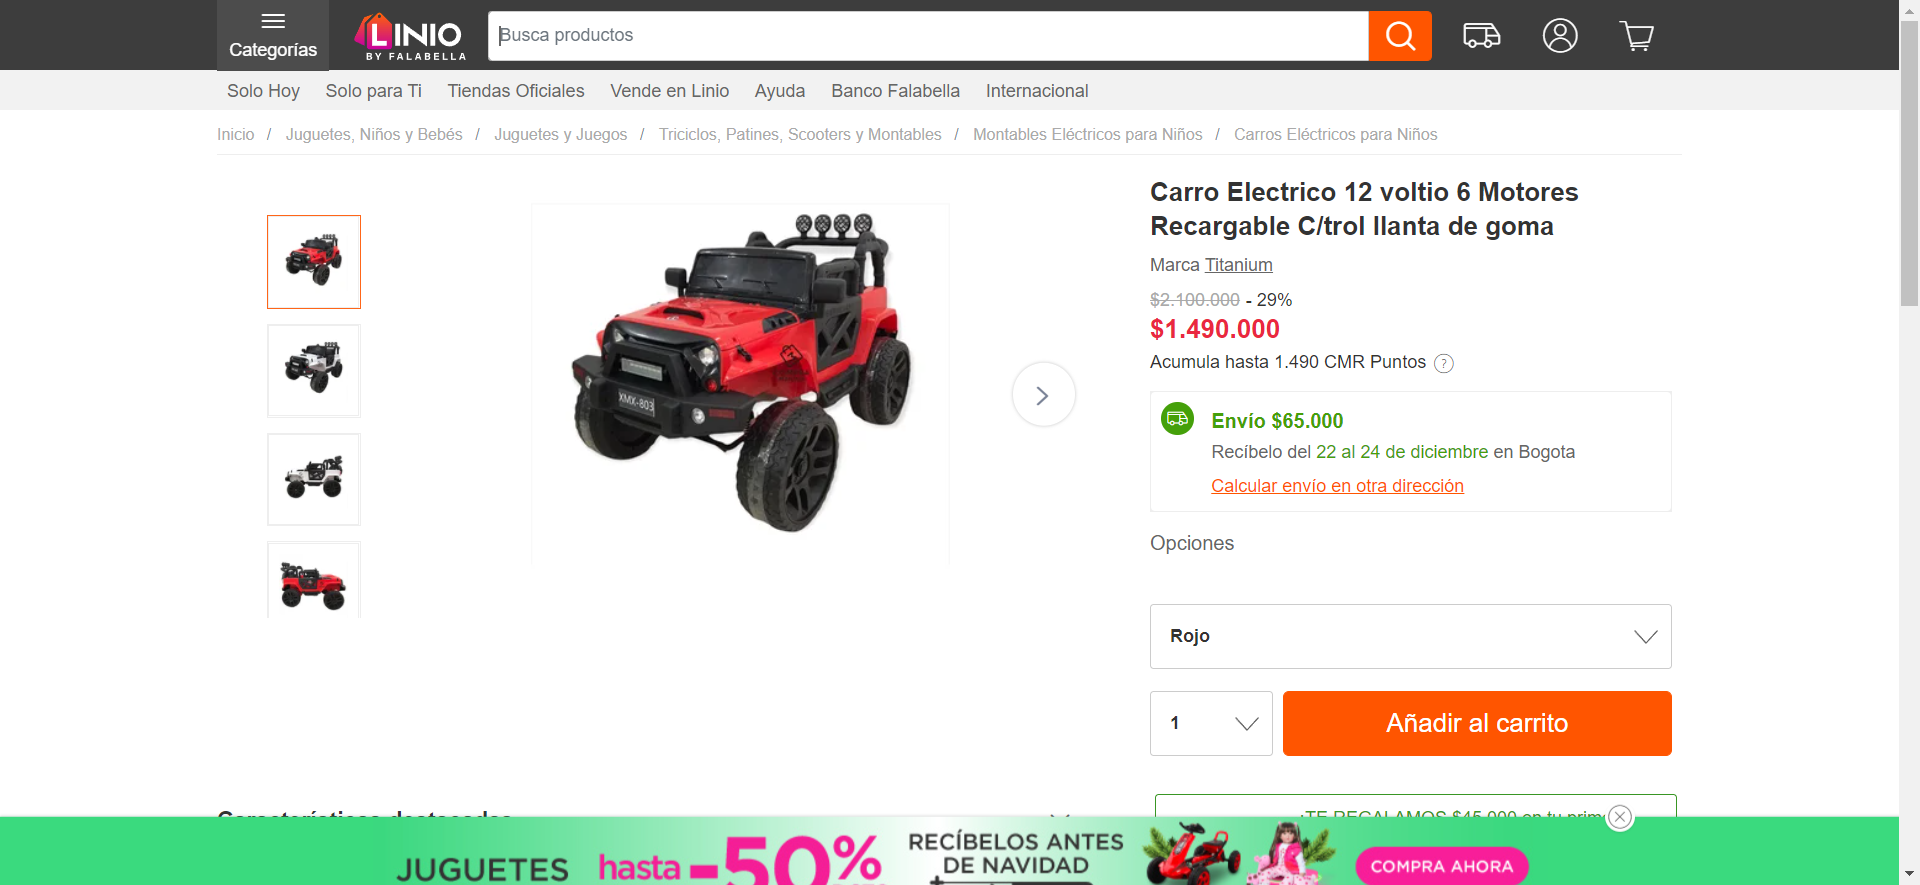 Categorías
LINIO
BY FALABELLA
Busca productos
Solo Hoy Solo para Ti Tiendas Oficiales Vende en Linio Ayuda Banco Falabella Internacional
Inicio / Juguetes, Niños y Bebés / Juguetes y Juegos / Triciclos, Patines, Scooters y Montables / Montables Eléctricos para Niños / Carros Eléctricos para Niños
Carro Electrico 12 voltio 6 Motores
Recargable C/trol llanta de goma
Marca Titanium
$2.100.000 - 29%
$1.490.000
Acumula hasta 1.490 CMR Puntos ?
XMX-803
Envío $65.000
Recíbelo del 22 al 24 de diciembre en Bogota
Calcular envío en otra dirección
Opciones
Rojo
1
Añadir al carrito
Características destacadas
¡TE REGALAMOS $45.000 en tu prim
JUGUETES hasta -50%
RECÍBELOS ANTES
DE NAVIDAD
COMPRA AHORA